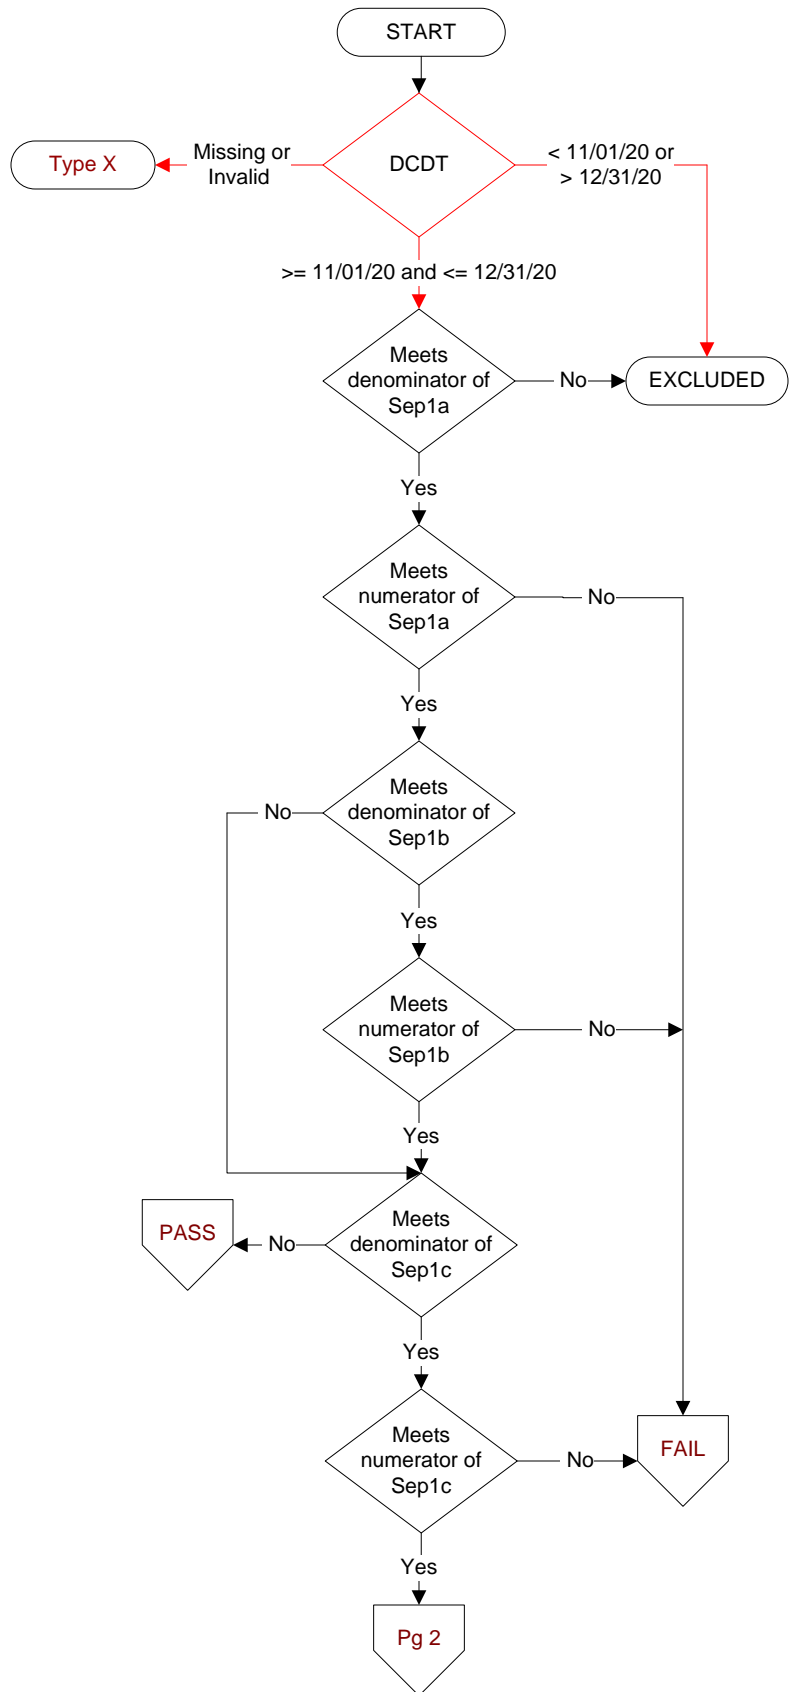 START
Missing or
Invalid
Type X
DCDT
< 11/01/20 or
> 12/31/20
>= 11/01/20 and <= 12/31/20
Meets
denominator of
Sep1a
No
EXCLUDED
Yes
Meets
numerator of
Sep1a
No
Yes
Meets
denominator of
Sep1b
No
Yes
Meets
numerator of
Sep1b
No
Yes
Meets
denominator of
Sep1c
No
PASS
Yes
Meets
numerator of
Sep1c
No
FAIL
Yes
Pg 2